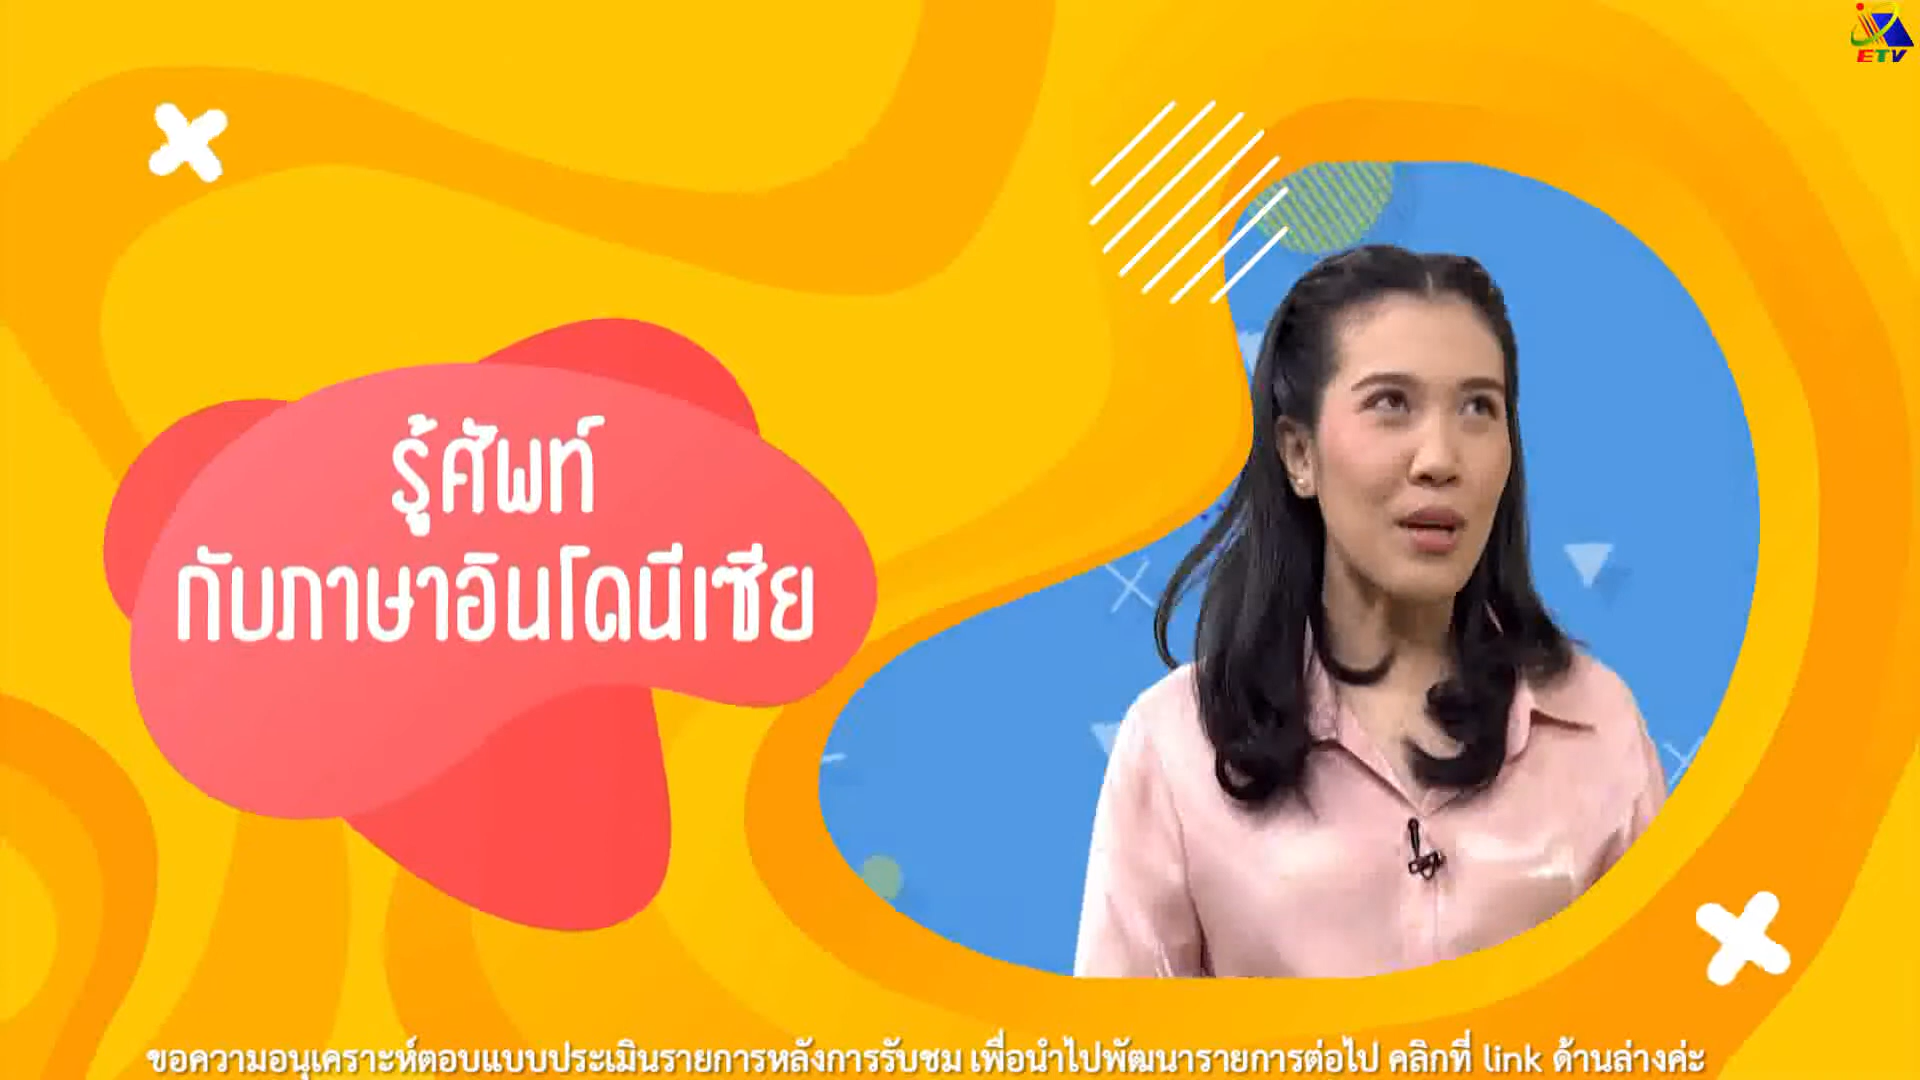 ETV
รู้ศัพท์
กับภาษาอินโดนีเซีย
ขอความอนุเคราะห์ตอบแบบประเมินรายการหลังการรับชม เพื่อนำไปพัฒนารายการต่อไป คลิกที่ link ด้านล่างค่ะ